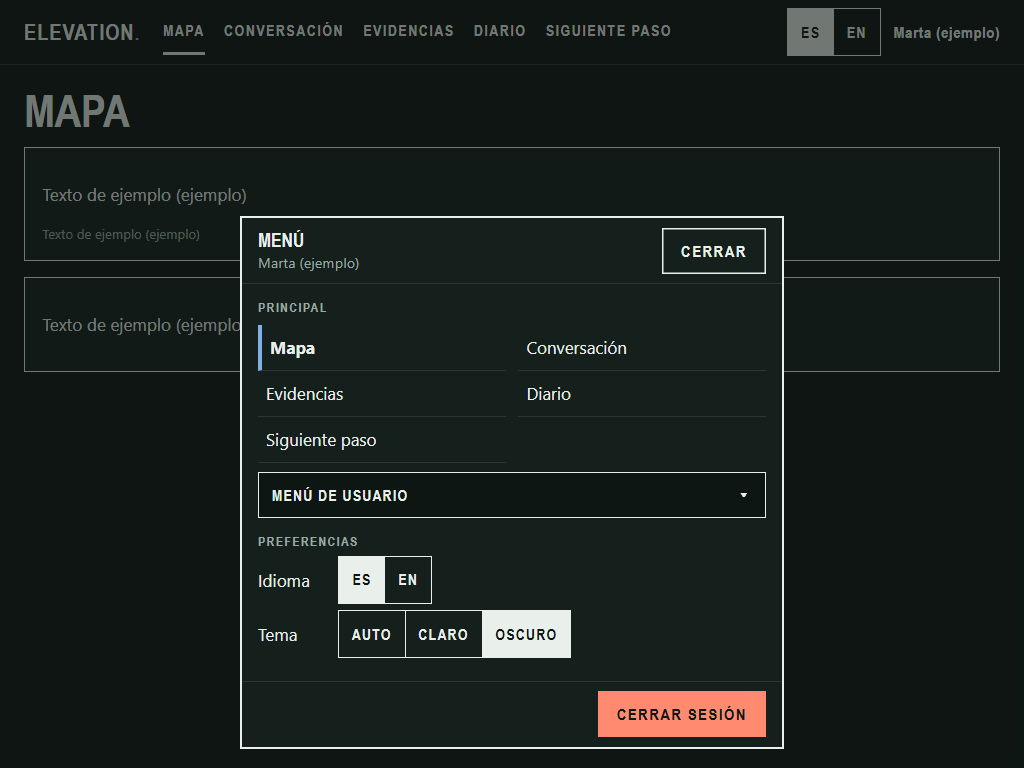 ELEVATION.
MAPA
CONVERSACIÓN
EVIDENCIAS
DIARIO
SIGUIENTE PASO
ES
EN
Marta (ejemplo)
MAPA
Texto de ejemplo (ejemplo)
Texto de ejemplo (ejemplo)
Texto de ejemplo (ejemplo
MENÚ
Marta (ejemplo)
CERRAR
PRINCIPAL
Mapa
Conversación
Evidencias
Diario
Siguiente paso
MENÚ DE USUARIO
PREFERENCIAS
Idioma
ES
EN
Tema
AUTO
CLARO
OSCURO
CERRAR SESIÓN